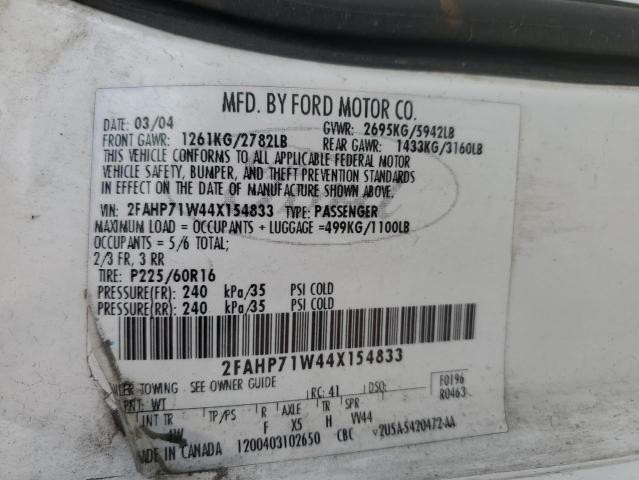 MFD. BY FORD MOTOR CO.
DATE: 03/04 GVWR: 2695KG/5942LB
FRONT GAWR: 1261KG/2782LB REAR GAWR: 1433KG/3160LB
THIS VEHICLE CONFORMS TO ALL APPLICABLE FEDERAL MOTOR
VEHICLE SAFETY, BUMPER, AND THEFT PREVENTION STANDARDS
IN EFFECT ON THE DATE OF MANUFACTURE SHOWN ABOVE.
VIN: 2FAHP71W44X154833 TYPE: PASSENGER
MAXIMUM LOAD = OCCUPANTS + LUGGAGE =499KG/1100LB
OCCUPANTS = 5/6 TOTAL;
2/3 FR, 3 RR
TIRE: P225/60R16
PRESSURE(FR): 240 kPa/35 PSI COLD
PRESSURE(RR): 240 kPa/35 PSI COLD
2FAHP71W44X154833
TOWING - SEE OWNER GUIDE F0196
PNT: WT RC: 41 DSO: R0463
INT TR TP/PS R AXLE TR SPR
F X5 H VV44
IN CANADA 1200403102650 CBC V2U5A-5420472-AA